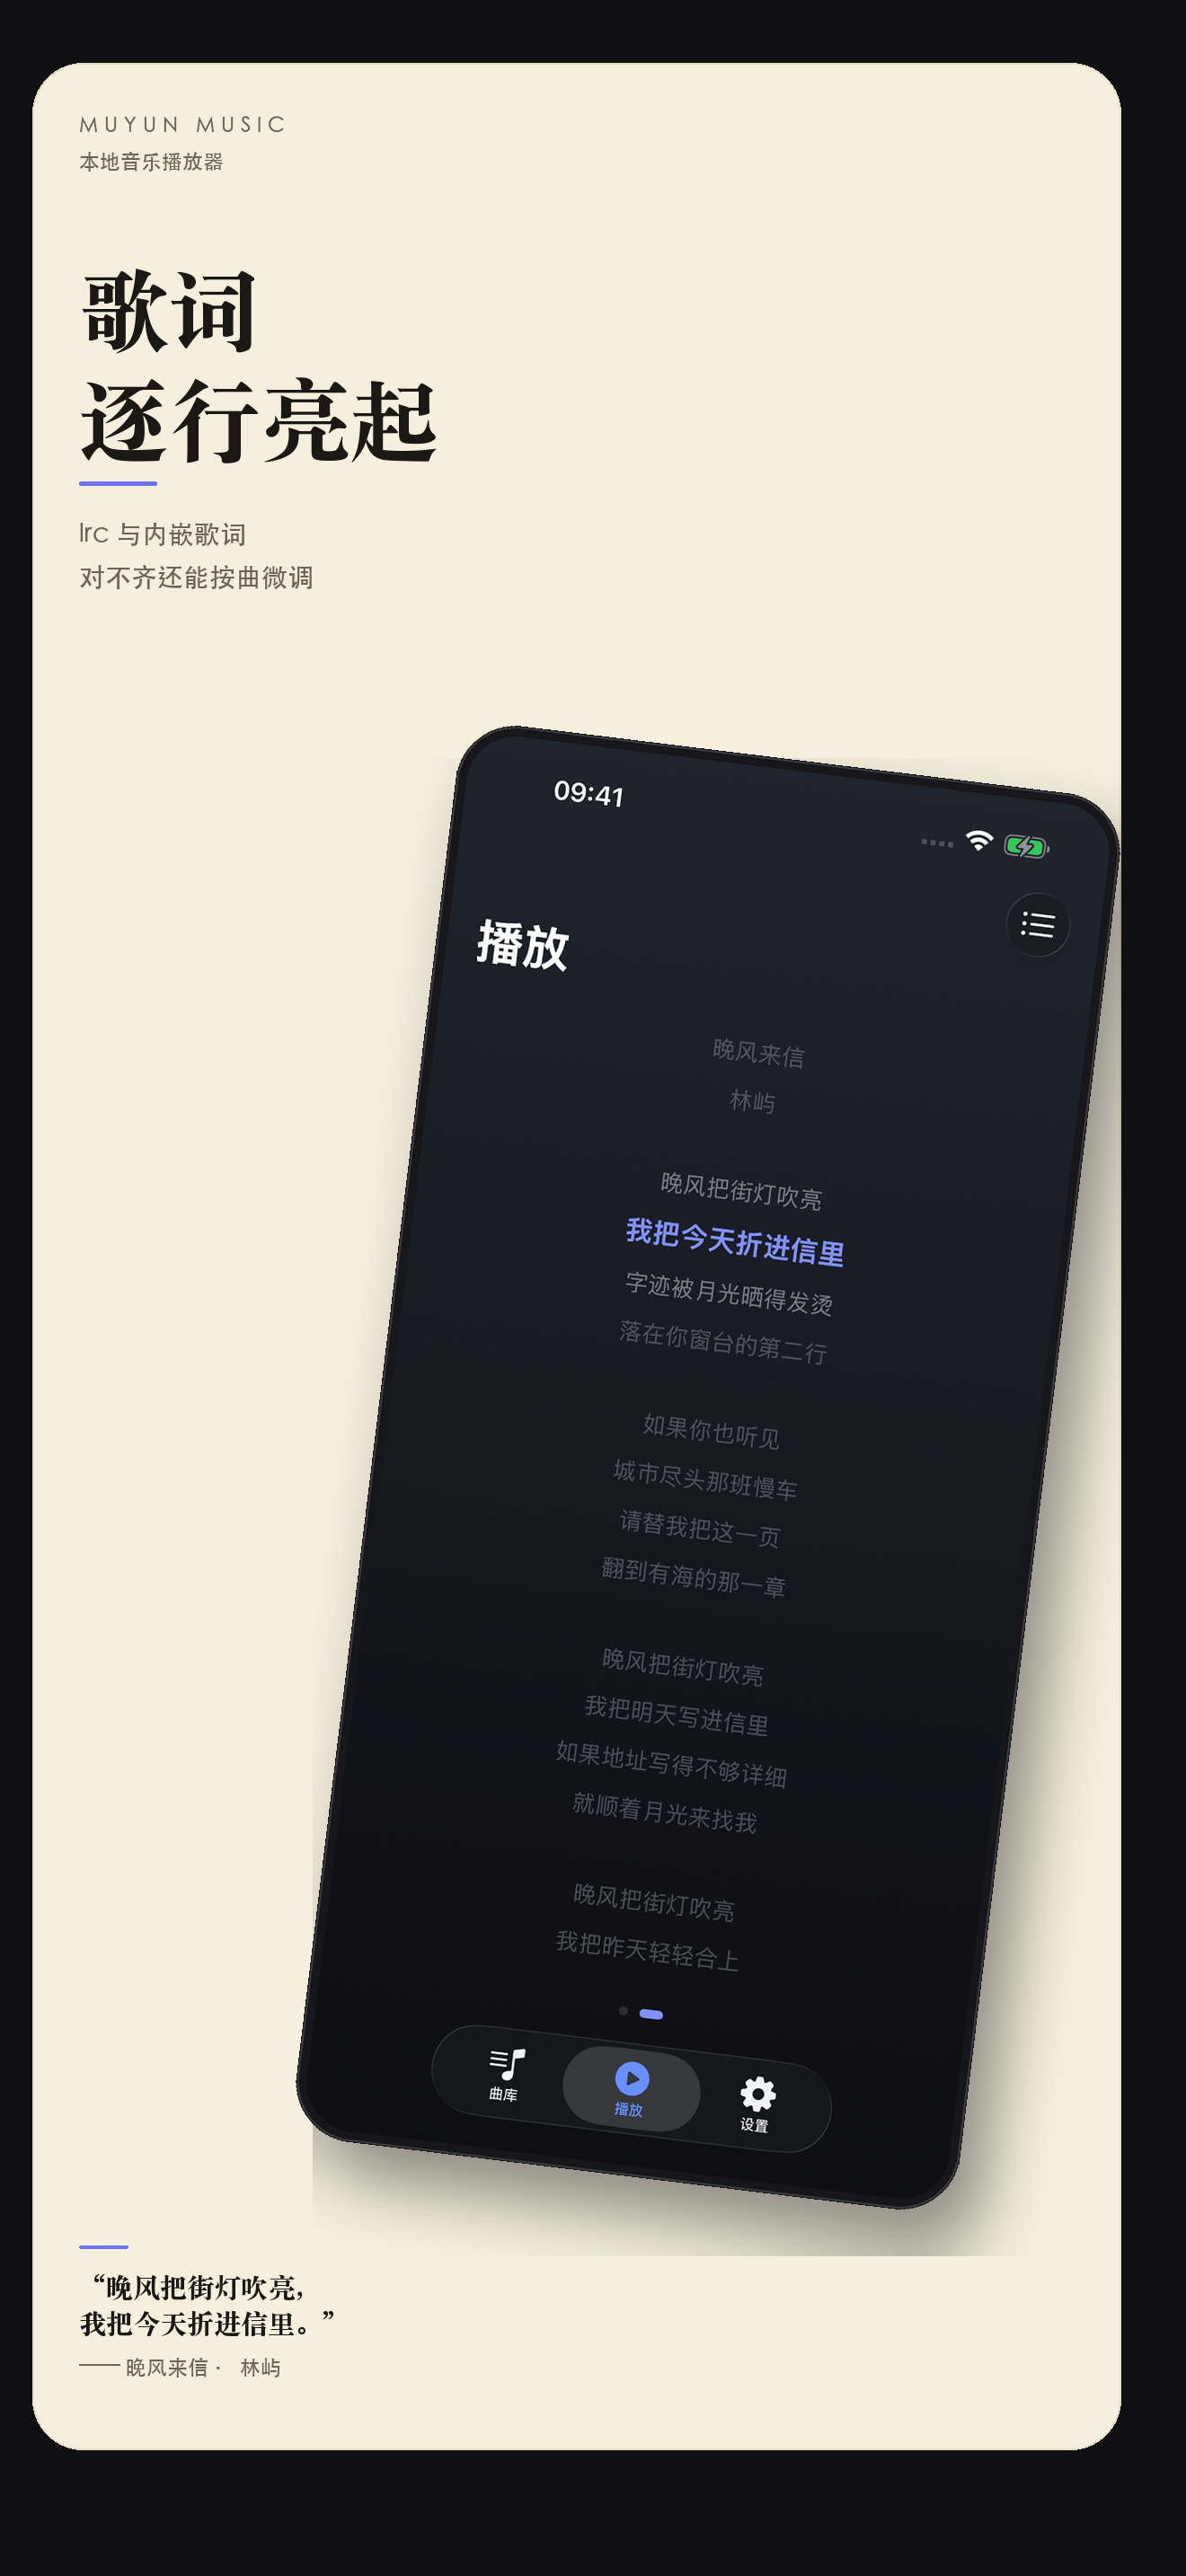 MUYUN MUSIC
本地音乐播放器
歌词
逐行亮起
lrc 与内嵌歌词
对不齐还能按曲微调
09:41
播放
晚风来信
林屿
晚风把街灯吹亮
我把今天折进信里
字迹被月光晒得发烫
落在你窗台的第二行
如果你也听见
城市尽头那班慢车
请替我把这一页
翻到有海的那一章
晚风把街灯吹亮
我把明天写进信里
如果地址写得不够详细
就顺着月光来找我
晚风把街灯吹亮
我把昨天轻轻合上
曲库
播放
设置
“晚风把街灯吹亮，
我把今天折进信里。”
—— 晚风来信 · 林屿